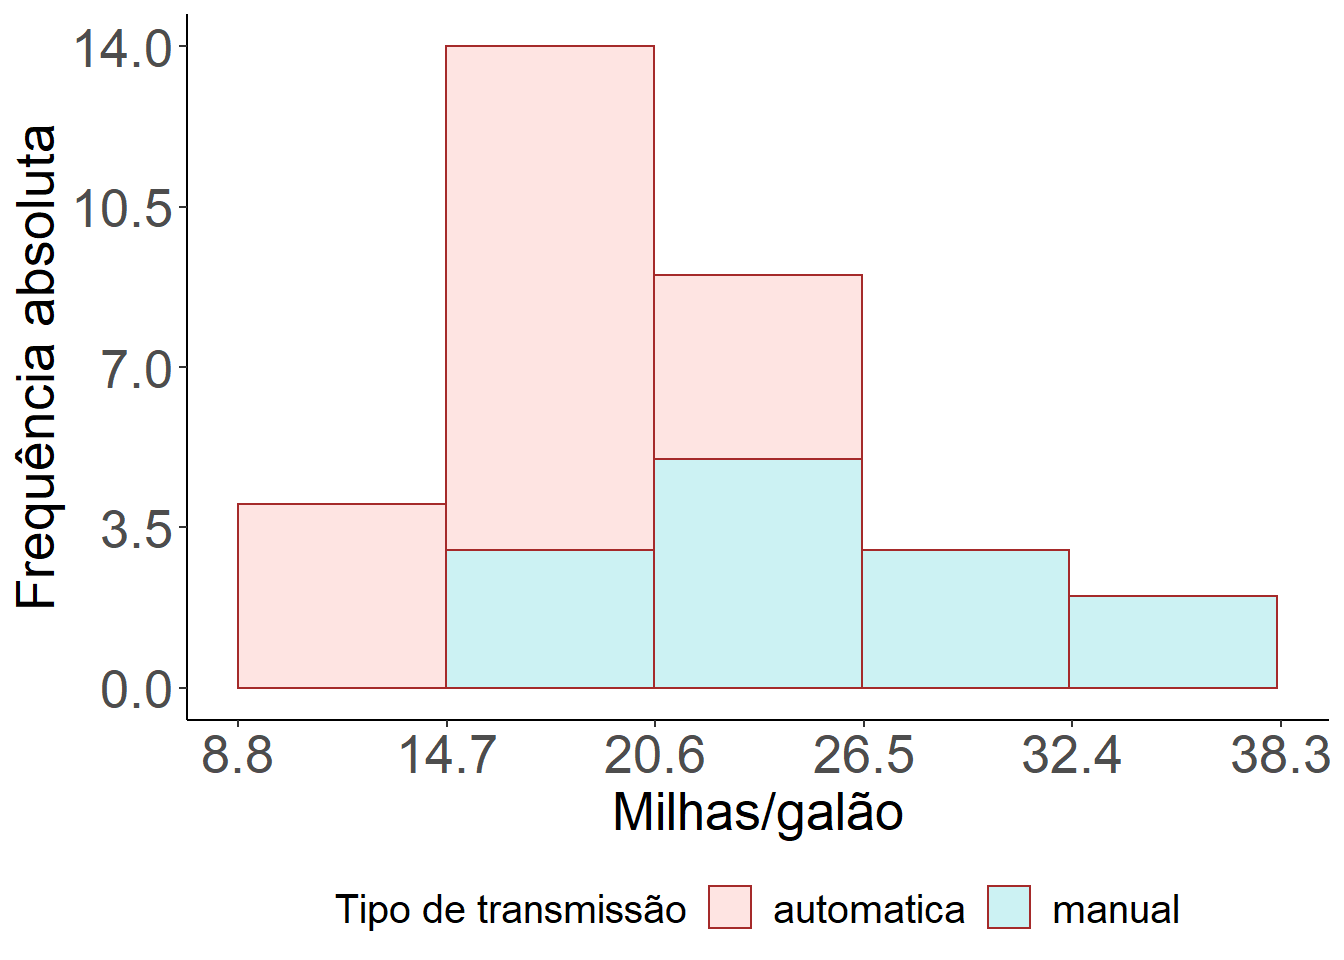 Frequência absoluta
14.0
10.5
7.0
3.5
0.0
8.8 14.7 20.6 26.5 32.4 38.3
Milhas/galão
Tipo de transmissão automatica manual